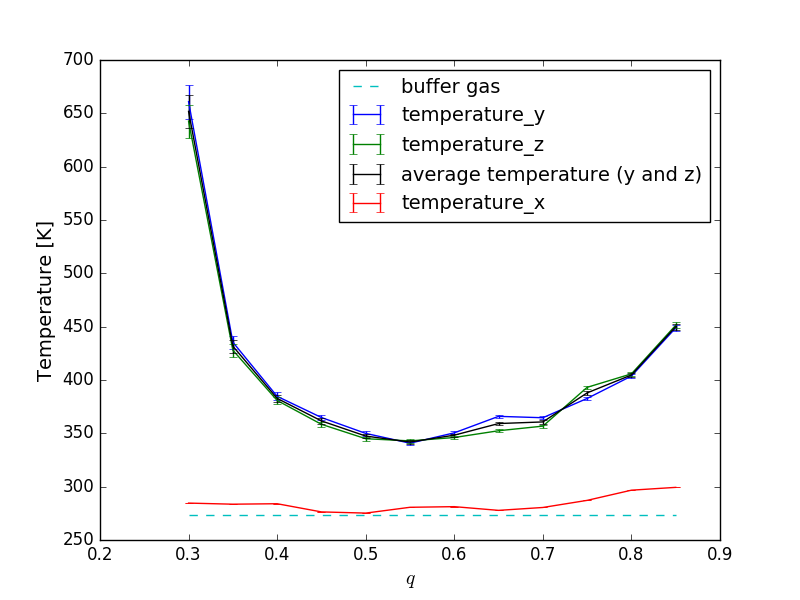 700
650
600
550
500
450
400
350
300
250
Temperature [K]
buffer gas
temperature_y
temperature_z
average temperature (y and z)
temperature_x
0.2 0.3 0.4 0.5 0.6 0.7 0.8 0.9
q